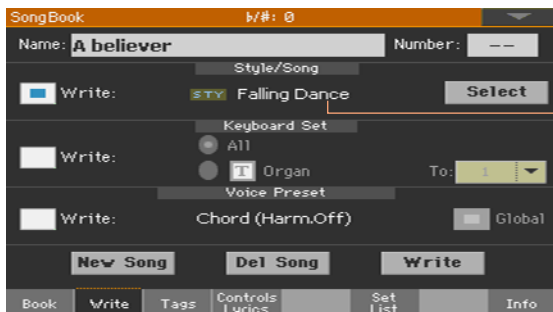 SongBook b/#: 0
Name: A believer Number: --
Style/Song
Write: STY Falling Dance Select
Keyboard Set
All
Write:
T Organ To: 1
Voice Preset
Write: Chord (Harm.Off) Global
New Song Del Song Write
Book Write Tags Controls Lyrics Set List Info